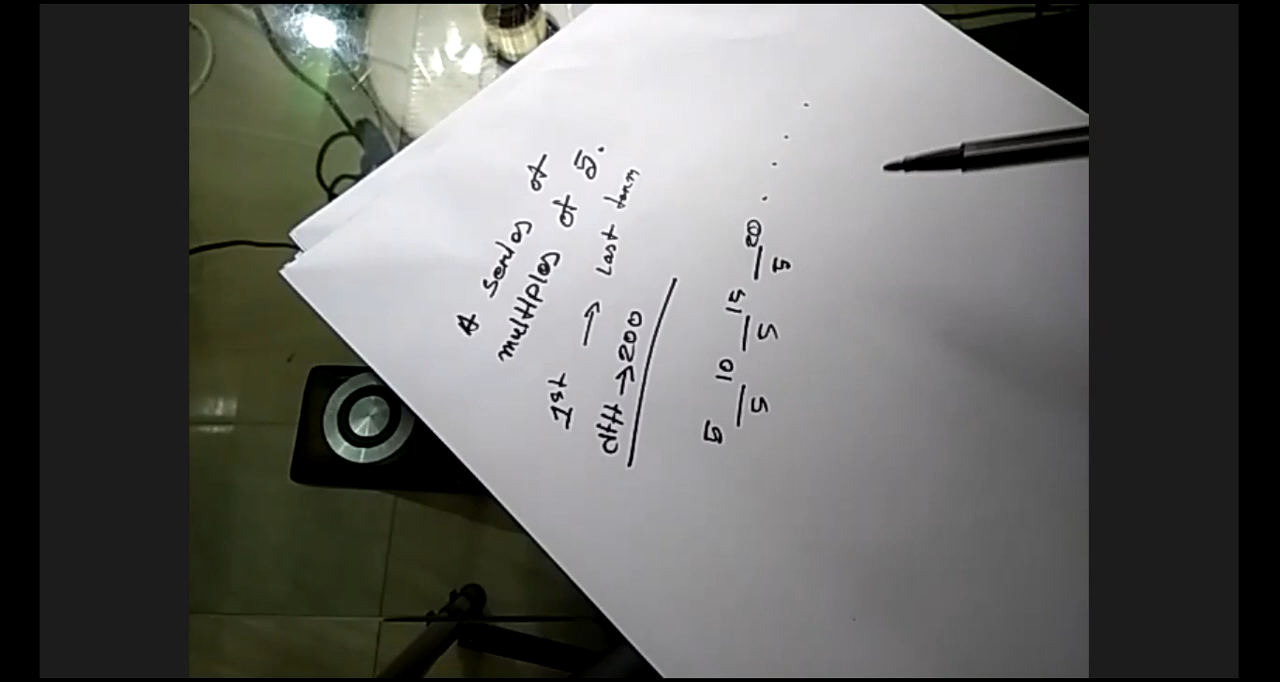 A series of
multiples of 5.
1st → Last term
diff → 200
5 10 15 20 . . . .
5 5 5